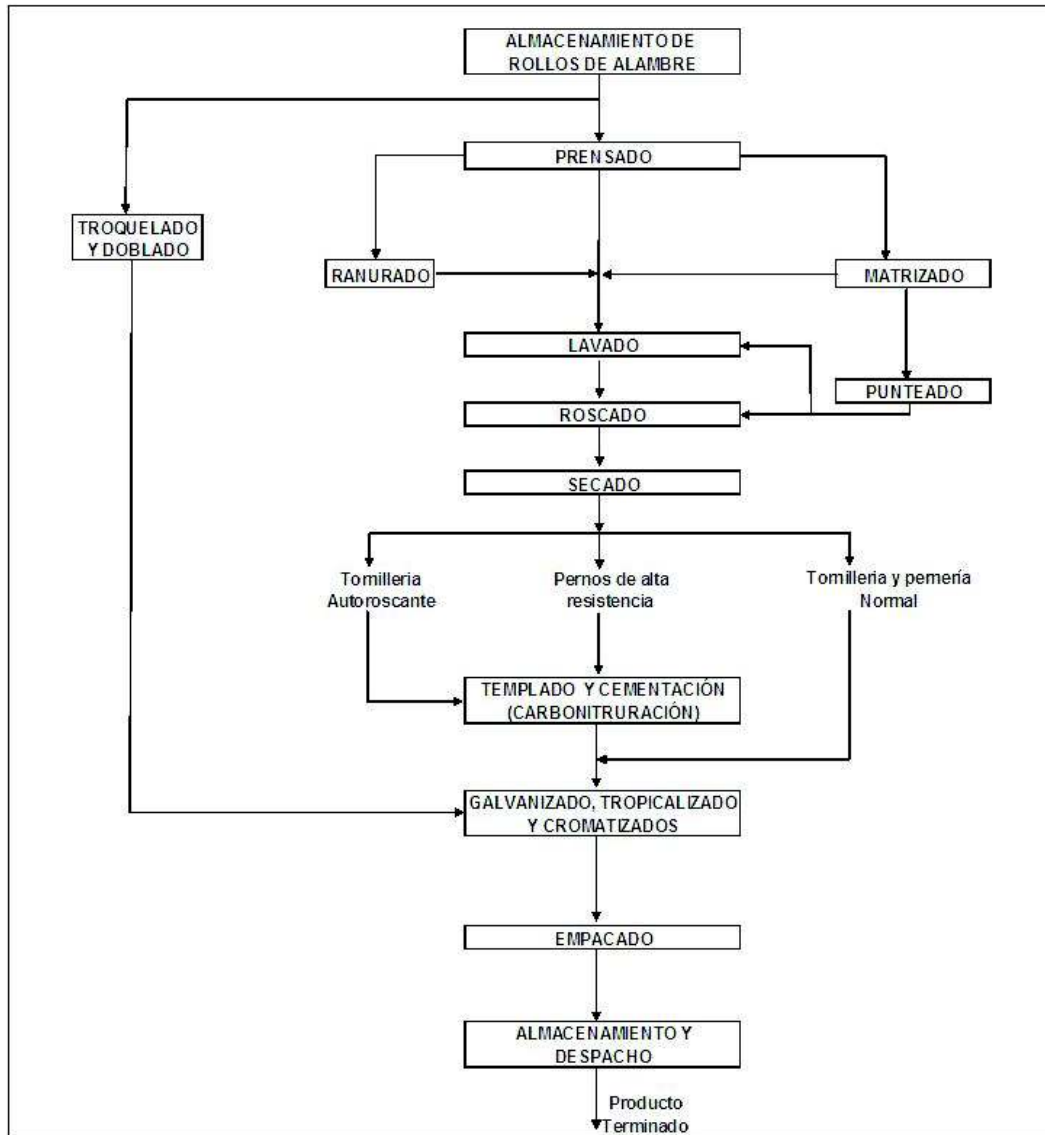 ALMACENAMIENTO DE
ROLLOS DE ALAMBRE
PRENSADO
TROQUELADO
Y DOBLADO
RANURADO
MATRIZADO
LAVADO
PUNTEADO
ROSCADO
SECADO
Tornilleria
Autoroscante
Pernos de alta
resistencia
Tornilleria y pernería
Normal
TEMPLADO Y CEMENTACIÓN
(CARBONITRURACIÓN)
GALVANIZADO, TROPICALIZADO
Y CROMATIZADOS
EMPACADO
ALMACENAMIENTO Y
DESPACHO
Producto
Terminado